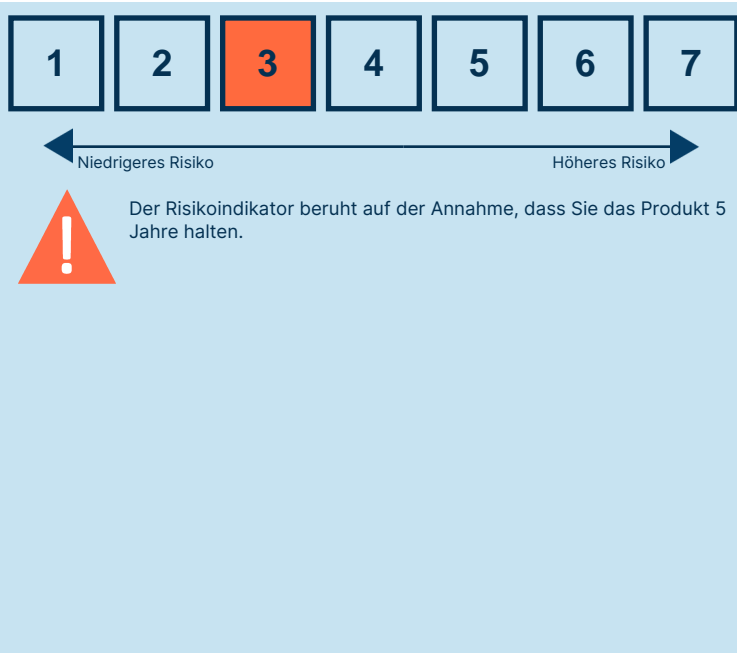 1 2 3 4 5 6 7
Niedrigeres Risiko Höheres Risiko
Der Risikoindikator beruht auf der Annahme, dass Sie das Produkt 5
Jahre halten.